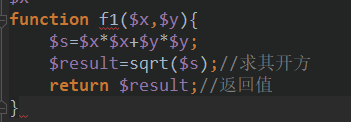 function f1($x,$y){
$s=$x*$x+$y*$y;
$result=sqrt($s);//求其开方
return $result;//返回值
}